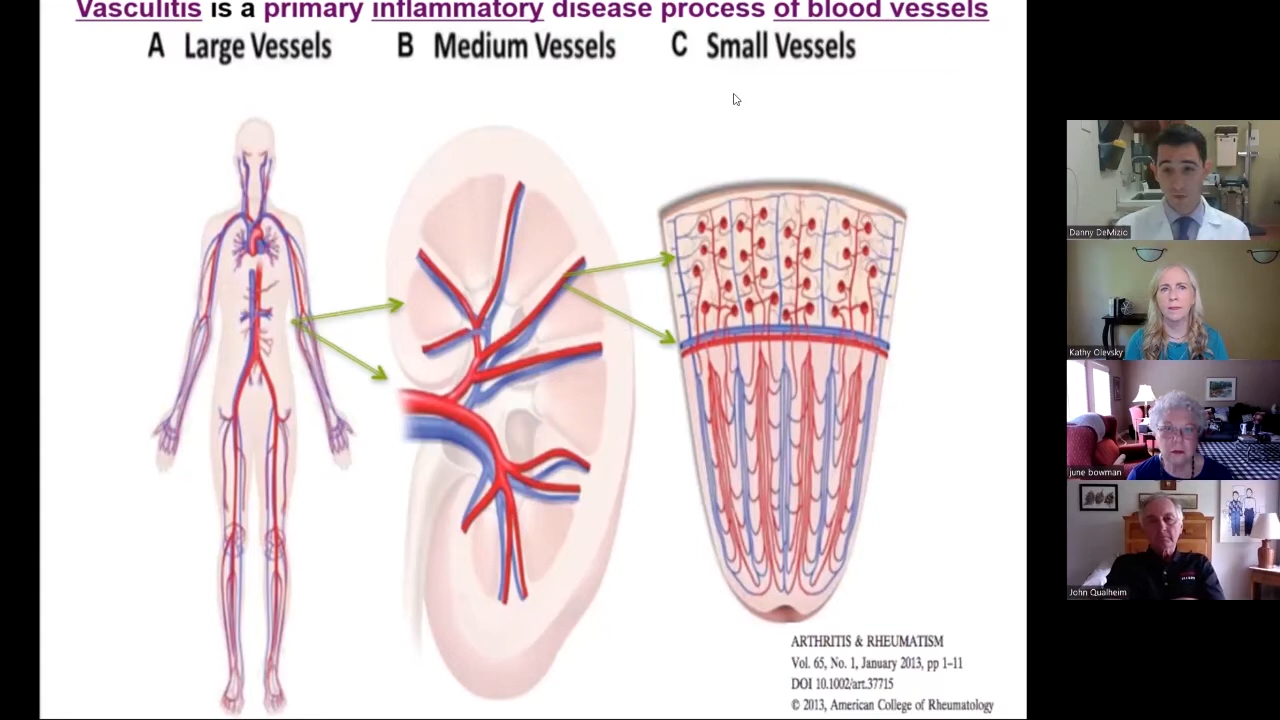 Vasculitis is a primary inflammatory disease process of blood vessels
A Large Vessels B Medium Vessels C Small Vessels
ARTHRITIS & RHEUMATISM
Vol. 65, No. 1, January 2013, pp 1–11
DOI 10.1002/art.37715
© 2013, American College of Rheumatology
Danny DeMizio
Kathy Olevsky
june bowman
John Qualheim